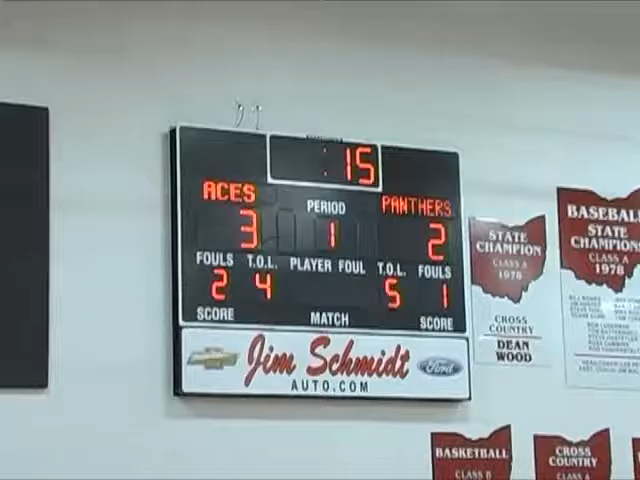 :15
ACES
PANTHERS
PERIOD
3 1 2
FOULS T.O.L. PLAYER FOUL T.O.L. FOULS
2 4 5 1
SCORE MATCH SCORE
Jim Schmidt
Ford
AUTO.COM
STATE
CHAMPION
CLASS A
1978
CROSS
COUNTRY
DEAN
WOOD
BASEBALL
STATE
CHAMPIONS
CLASS A
1978
BASKETBALL
CLASS B
CROSS
COUNTRY
CLASS A